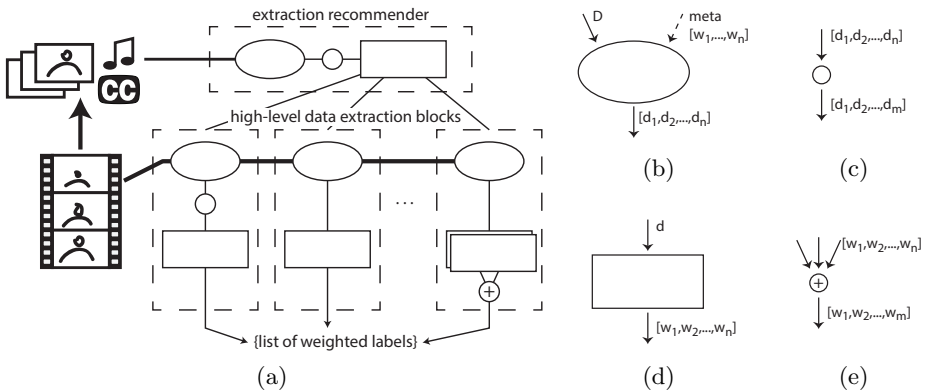 extraction recommender
CC
high-level data extraction blocks
...
+
{list of weighted labels}
(a)
D
meta
[w₁,...,wₙ]
[d₁,d₂,...,dₙ]
(b)
[d₁,d₂,...,dₙ]
[d₁,d₂,...,dₘ]
(c)
d
[w₁,w₂,...,wₙ]
(d)
[w₁,w₂,...,wₙ]
+
[w₁,w₂,...,wₘ]
(e)